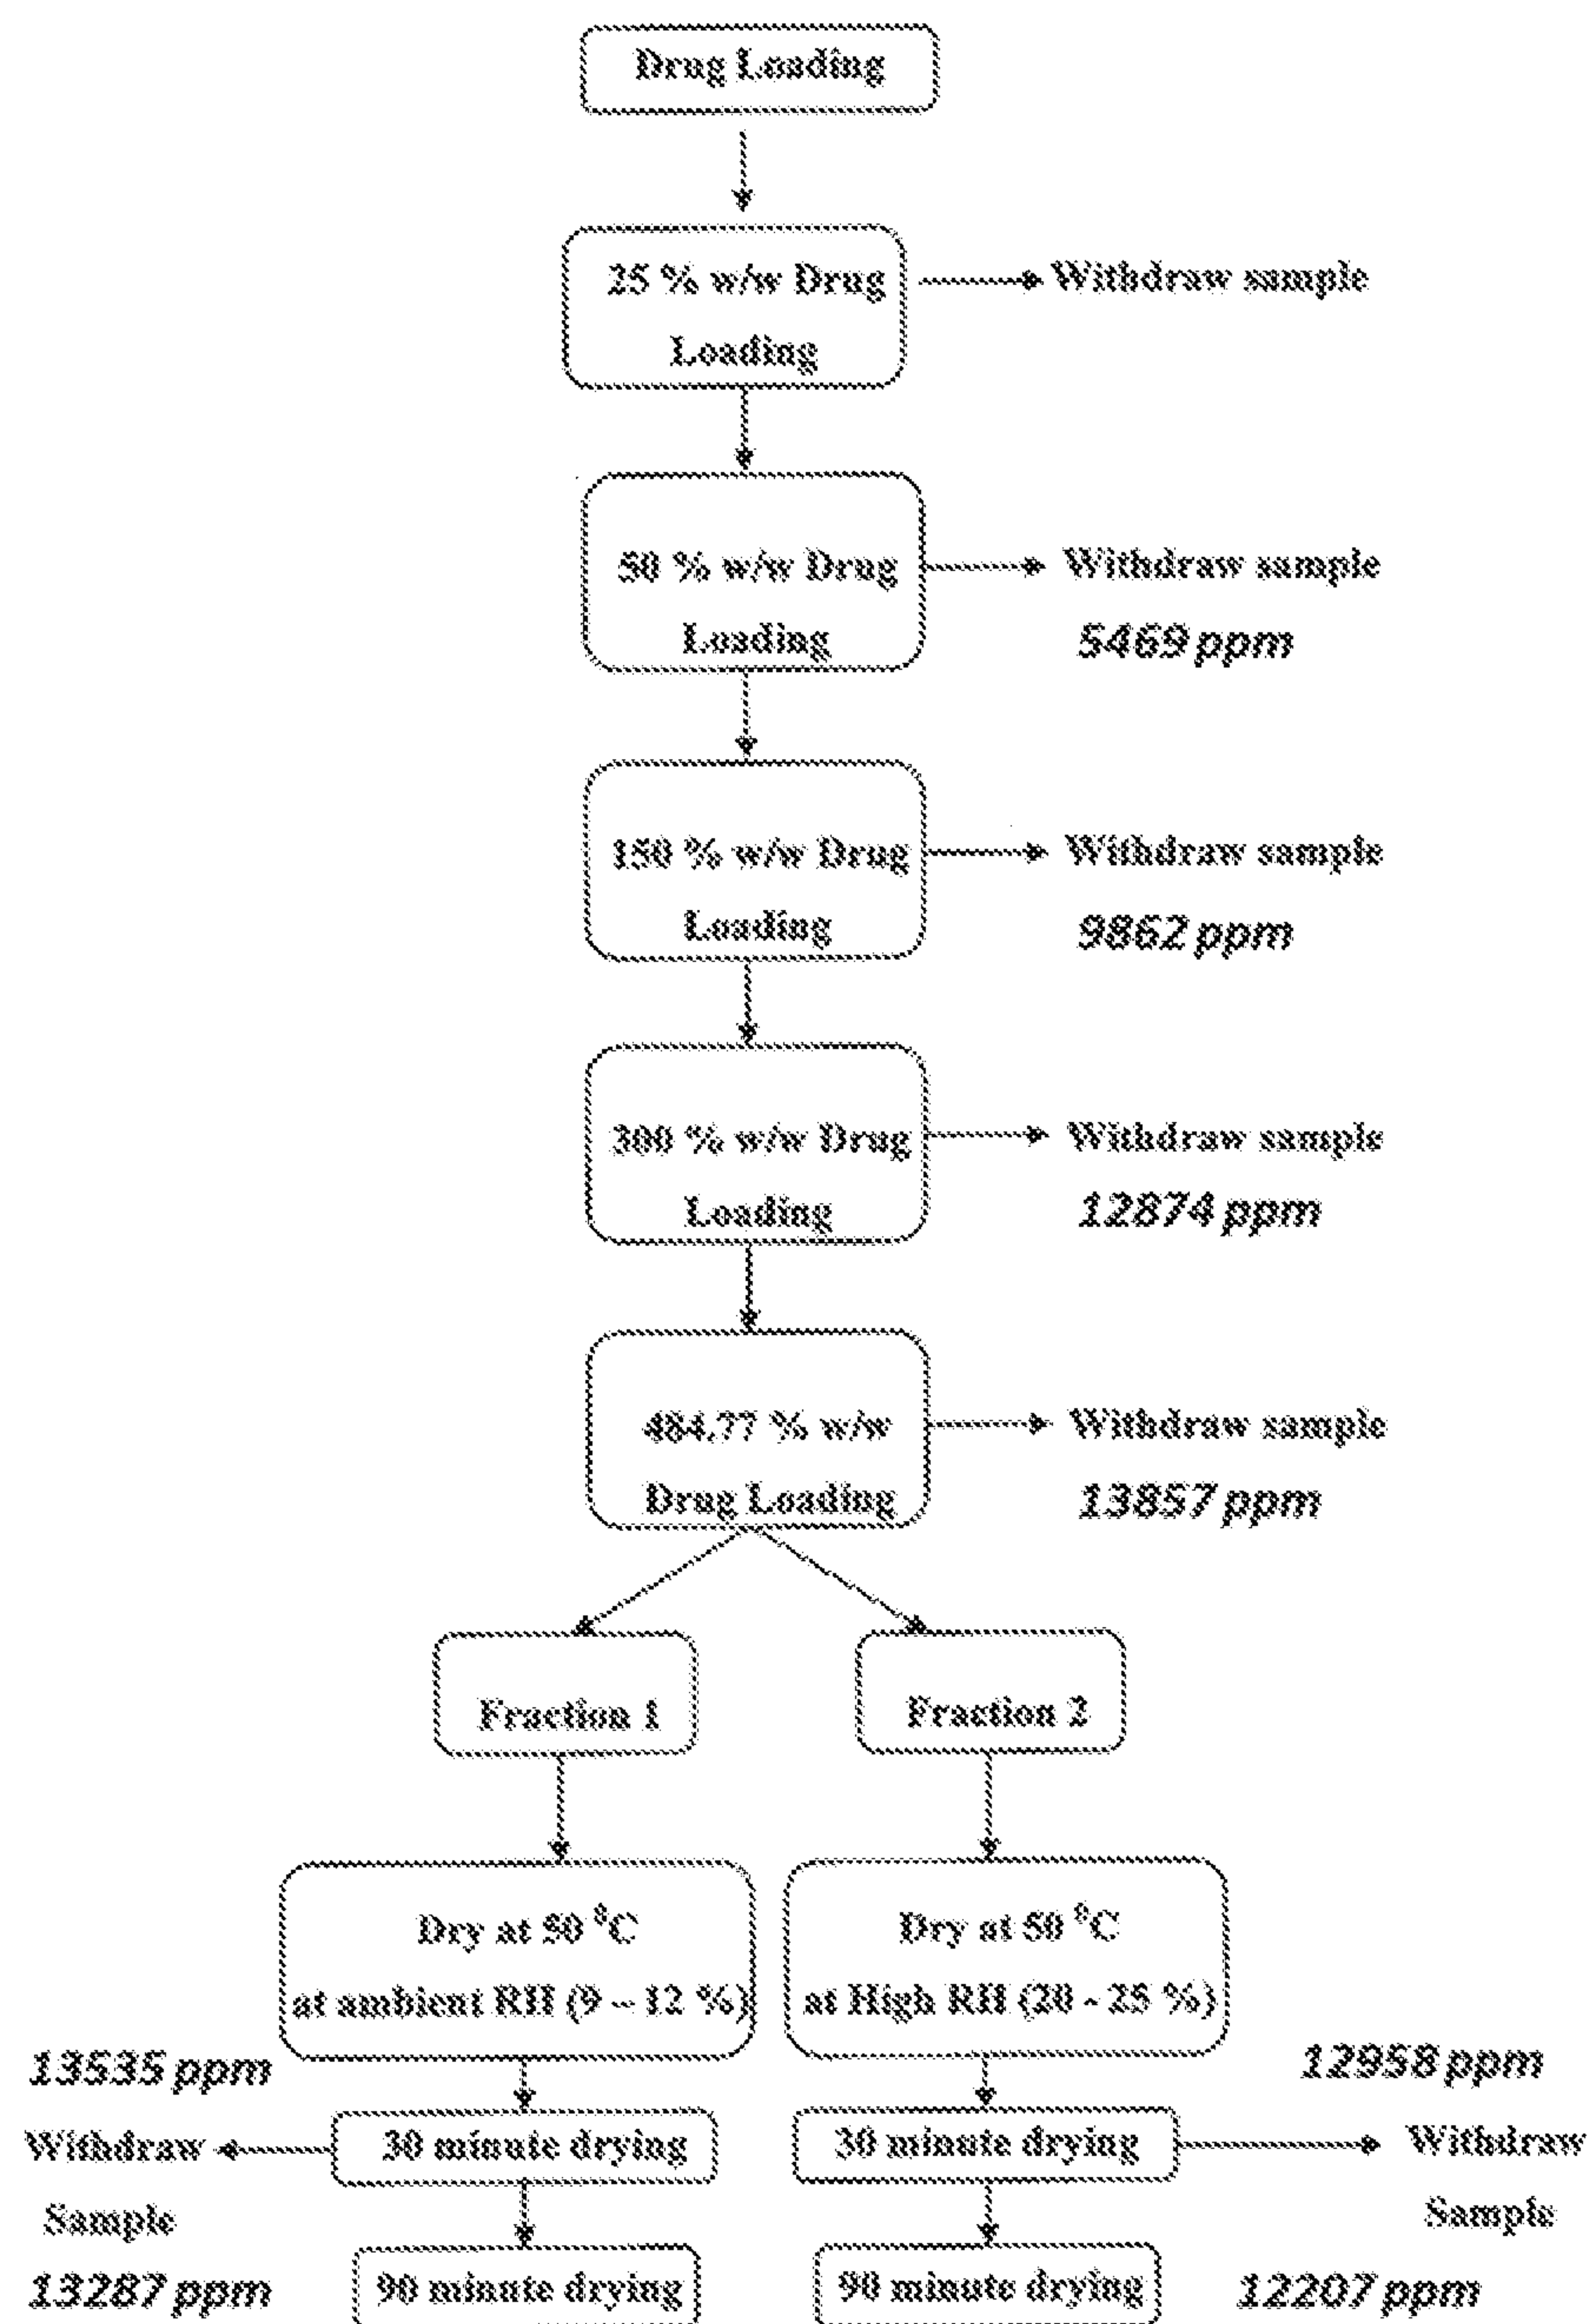 Drug Loading
25 % w/w Drug
Loading
Withdraw sample
50 % w/w Drug
Loading
Withdraw sample
5469 ppm
150 % w/w Drug
Loading
Withdraw sample
9862 ppm
300 % w/w Drug
Loading
Withdraw sample
12874 ppm
484.77 % w/w
Drug Loading
Withdraw sample
13857 ppm
Fraction 1
Fraction 2
Dry at 50 ⁰C
at ambient RH (9 – 12 %)
Dry at 50 ⁰C
at High RH (20 - 25 %)
13535 ppm
12958 ppm
Withdraw
Sample
30 minute drying
30 minute drying
Withdraw
Sample
13287 ppm
90 minute drying
90 minute drying
12207 ppm